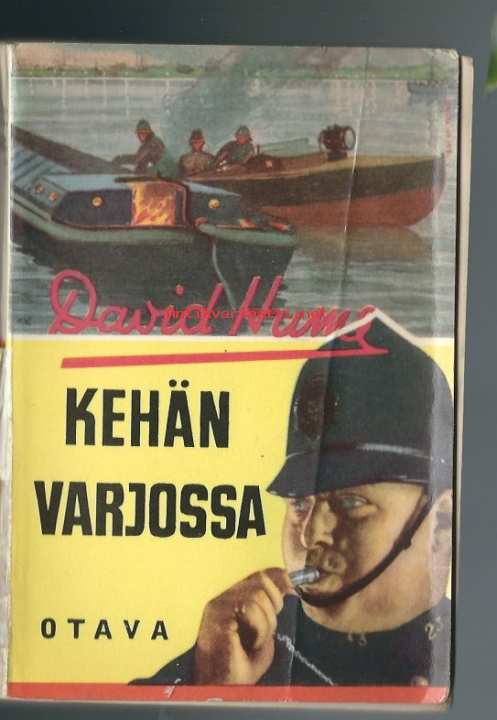 David Hume
KEHÄN
VARJOSSA
OTAVA